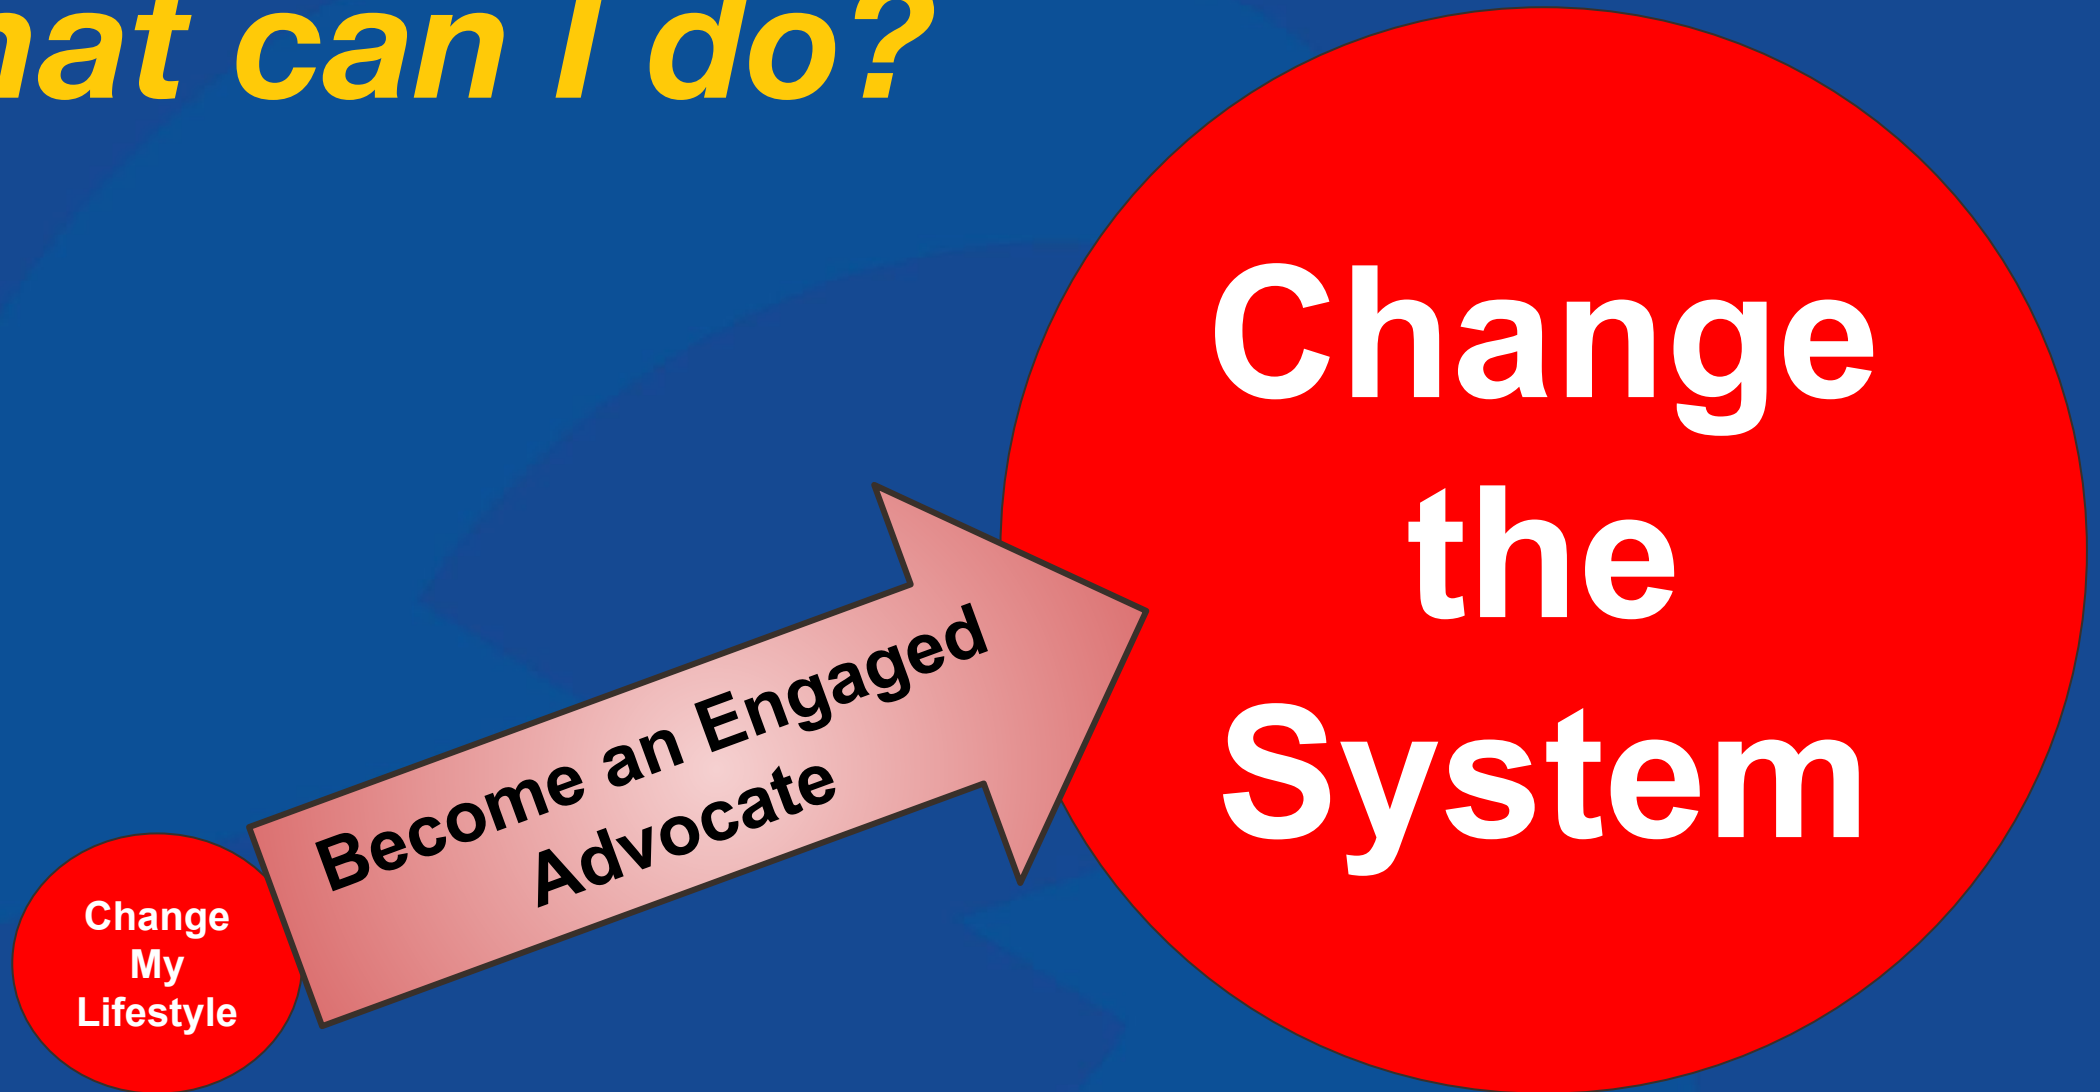 hat can I do?
Change
the
System
Become an Engaged
Advocate
Change
My
Lifestyle